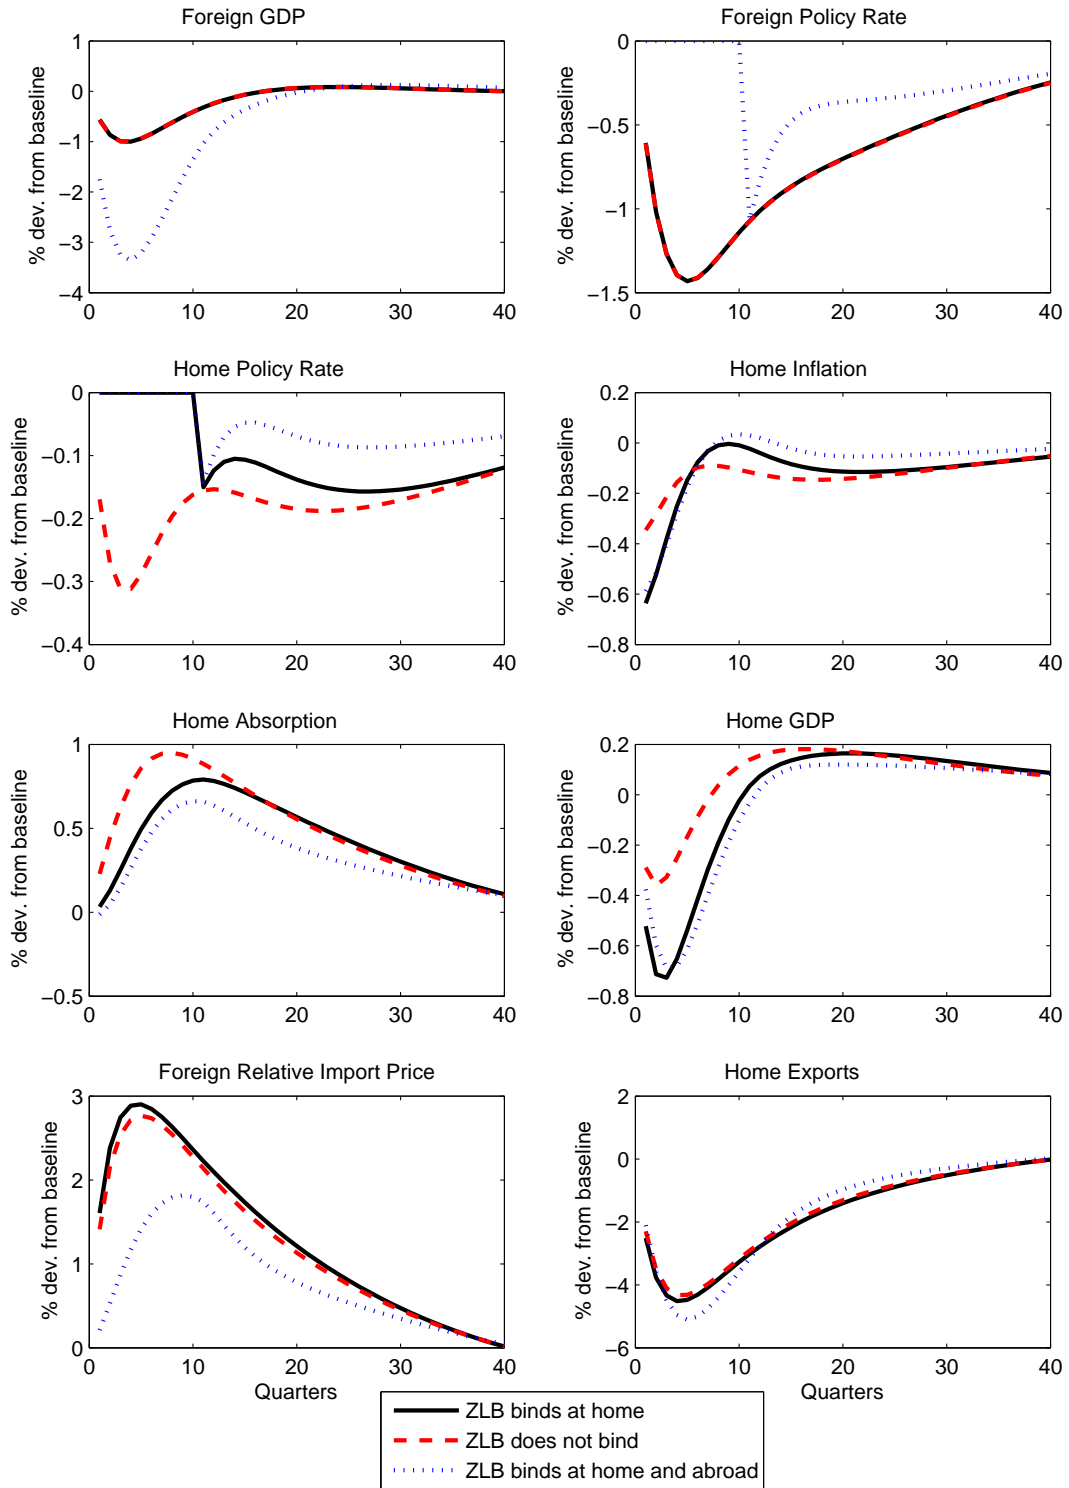 Foreign GDP
% dev. from baseline
1
0
−1
−2
−3
−4
0 10 20 30 40
Foreign Policy Rate
% dev. from baseline
0
−0.5
−1
−1.5
0 10 20 30 40
Home Policy Rate
% dev. from baseline
0
−0.1
−0.2
−0.3
−0.4
0 10 20 30 40
Home Inflation
% dev. from baseline
0.2
0
−0.2
−0.4
−0.6
−0.8
0 10 20 30 40
Home Absorption
% dev. from baseline
1
0.5
0
−0.5
0 10 20 30 40
Home GDP
% dev. from baseline
0.2
0
−0.2
−0.4
−0.6
−0.8
0 10 20 30 40
Foreign Relative Import Price
% dev. from baseline
3
2
1
0
0 10 20 30 40
Quarters
Home Exports
% dev. from baseline
2
0
−2
−4
−6
0 10 20 30 40
Quarters
ZLB binds at home
ZLB does not bind
ZLB binds at home and abroad